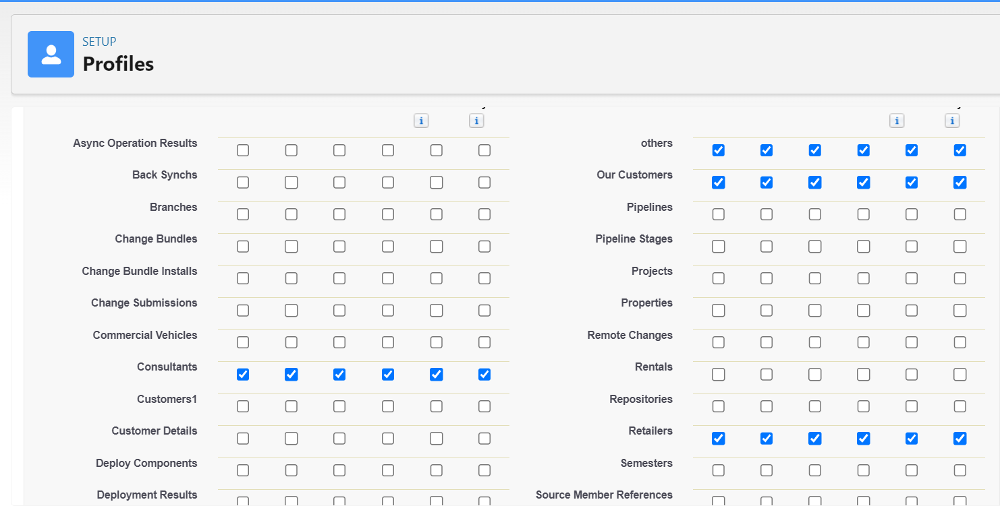 SETUP
Profiles
Async Operation Results
others
Back Synchs
Our Customers
Branches
Pipelines
Change Bundles
Pipeline Stages
Change Bundle Installs
Projects
Change Submissions
Properties
Commercial Vehicles
Remote Changes
Consultants
Rentals
Customers1
Repositories
Customer Details
Retailers
Deploy Components
Semesters
Deployment Results
Source Member References